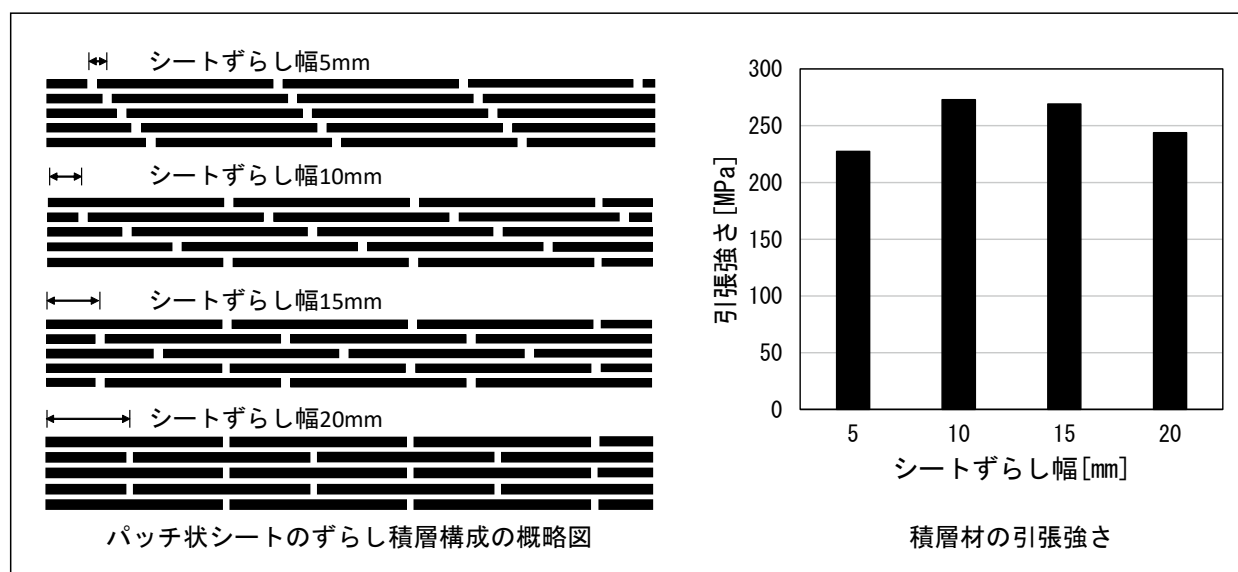 シートずらし幅5mm
シートずらし幅10mm
シートずらし幅15mm
シートずらし幅20mm
パッチ状シートのずらし積層構成の概略図
300
250
200
150
100
50
0
引張強さ[MPa]
5 10 15 20
シートずらし幅[mm]
積層材の引張強さ